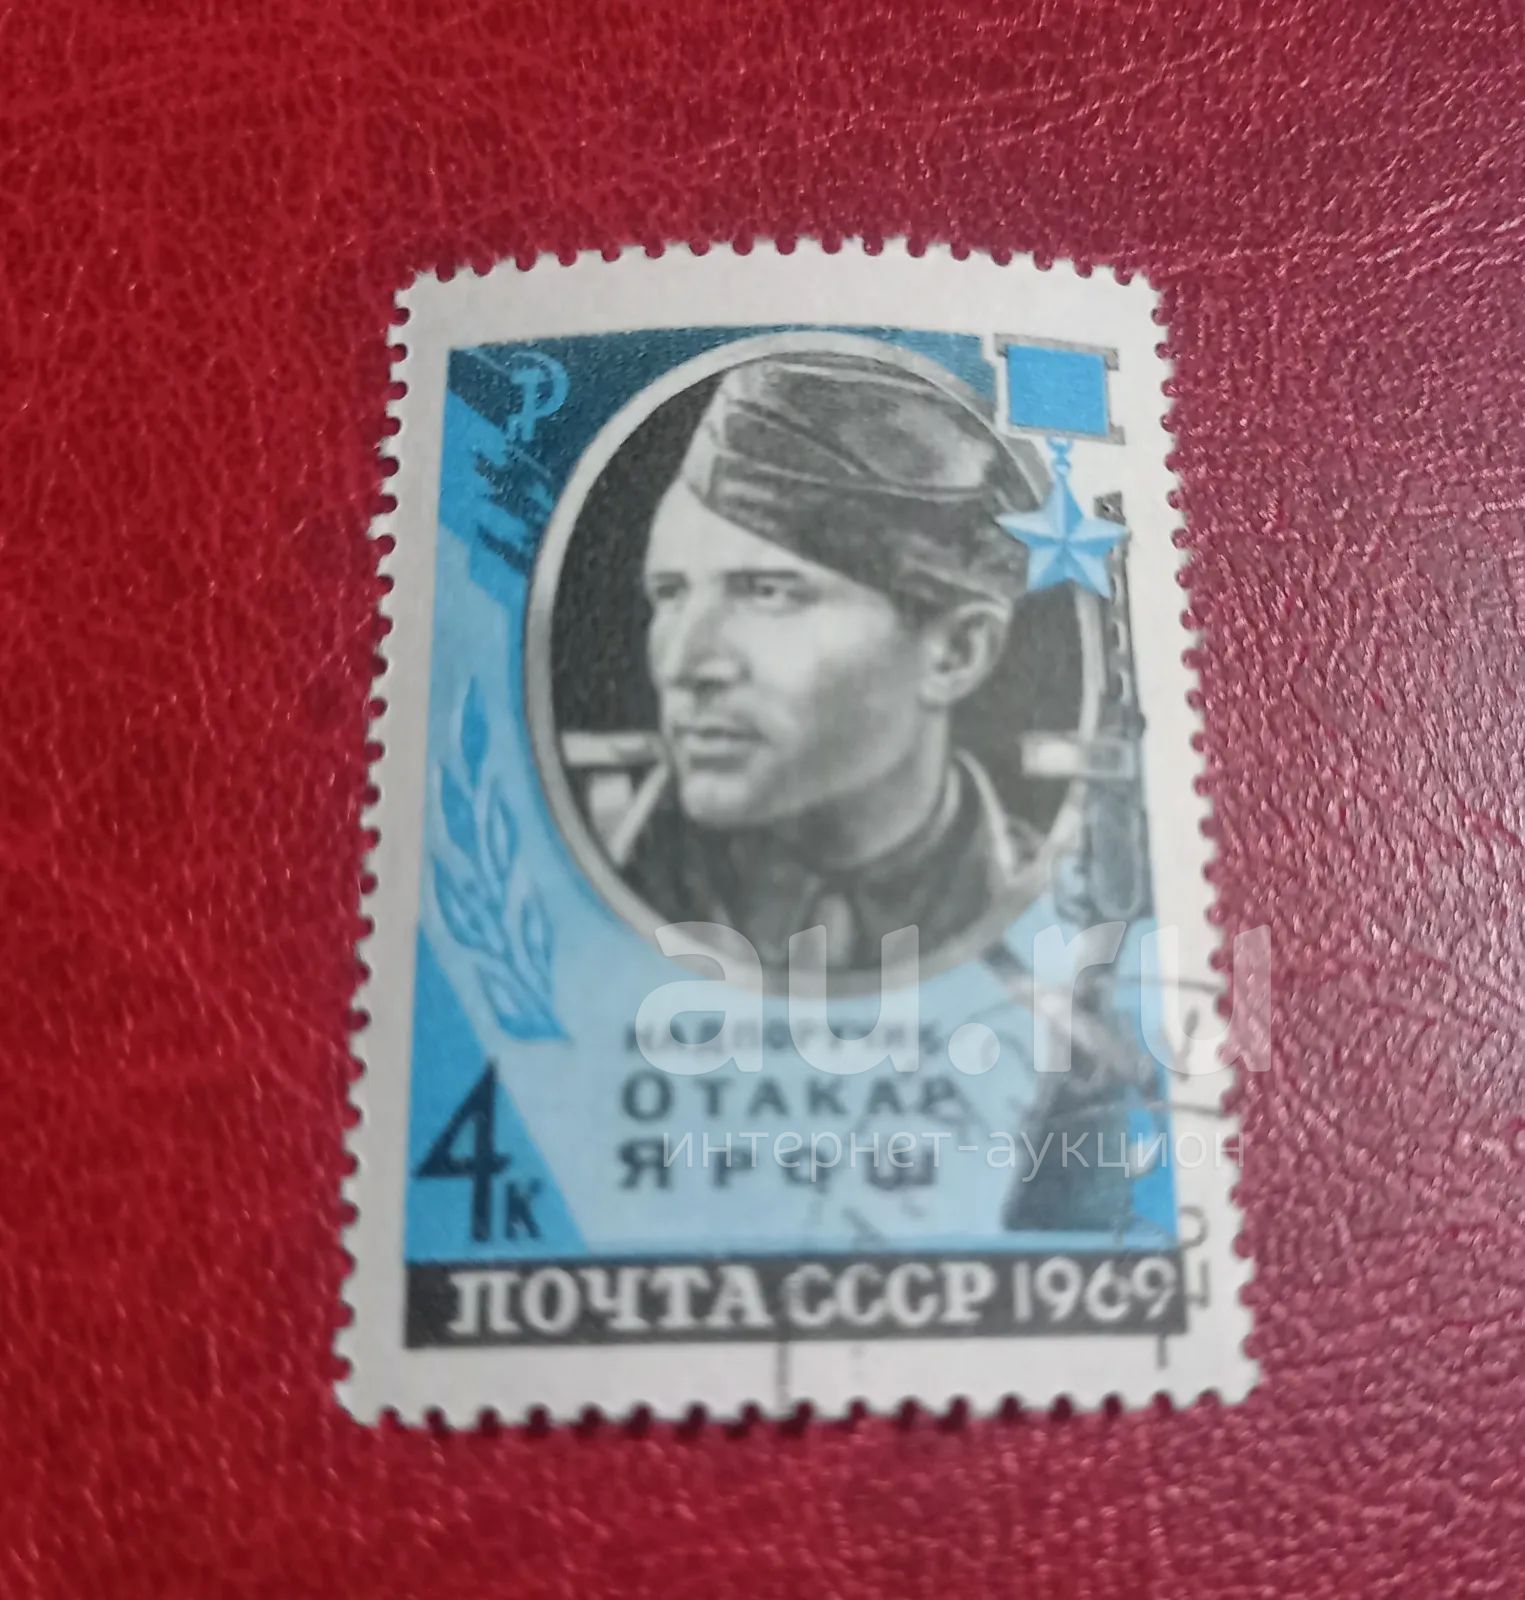 НАДПОРУЧИК
ОТАКАР
ЯРОШ
4к
ПОЧТА СССР 1969
au.ru
интернет-аукцион